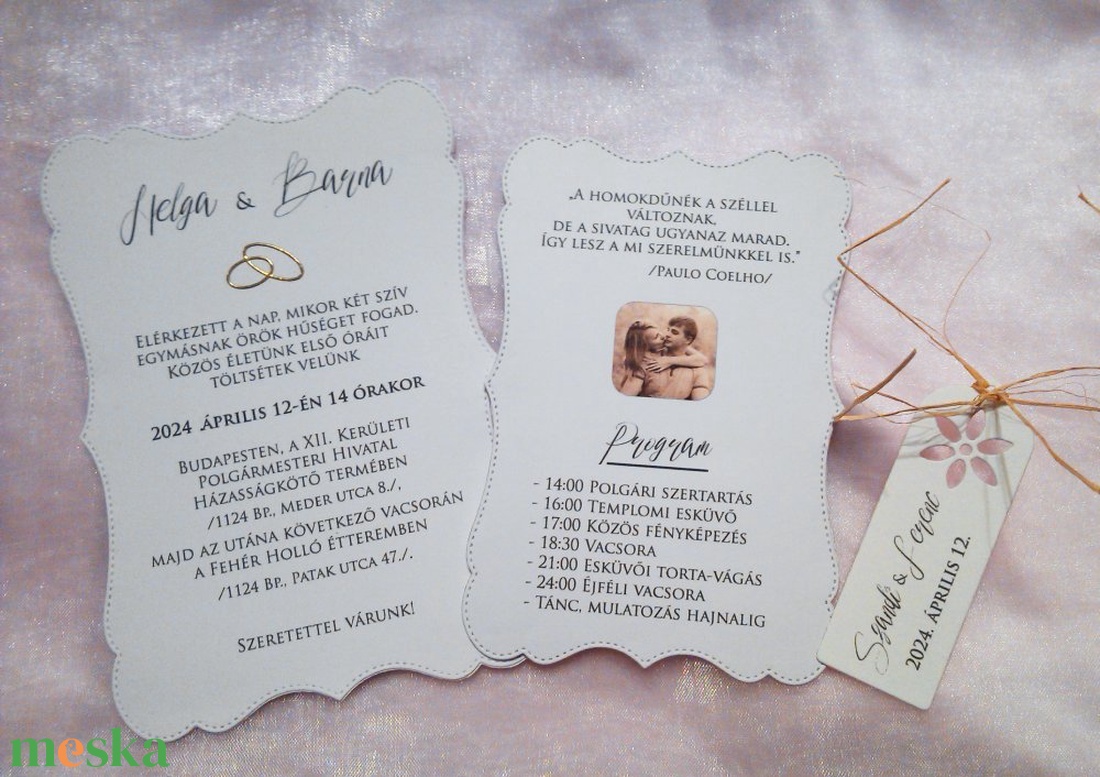 Helga & Barna
Elérkezett a nap, mikor két szív
egymásnak örök hűséget fogad.
Közös életünk első óráit
töltsétek velünk
2024 április 12-én 14 órakor
Budapesten, a XII. Kerületi
Polgármesteri Hivatal
Házasságkötő termében
/1124 Bp., Meder utca 8./,
majd az utána következő vacsorán
a Fehér Holló Étteremben
/1124 Bp., Patak utca 47./.
Szeretettel várunk!
„A homokdűnék a széllel
változnak,
de a sivatag ugyanaz marad.
Így lesz a mi szerelmünkkel is.”
/Paulo Coelho/
Program
- 14:00 Polgári szertartás
- 16:00 Templomi esküvő
- 17:00 Közös fényképezés
- 18:30 Vacsora
- 21:00 Esküvői torta-vágás
- 24:00 Éjféli vacsora
- Tánc, mulatozás hajnalig
Szandi & Ferenc
2024. április 12.
meska